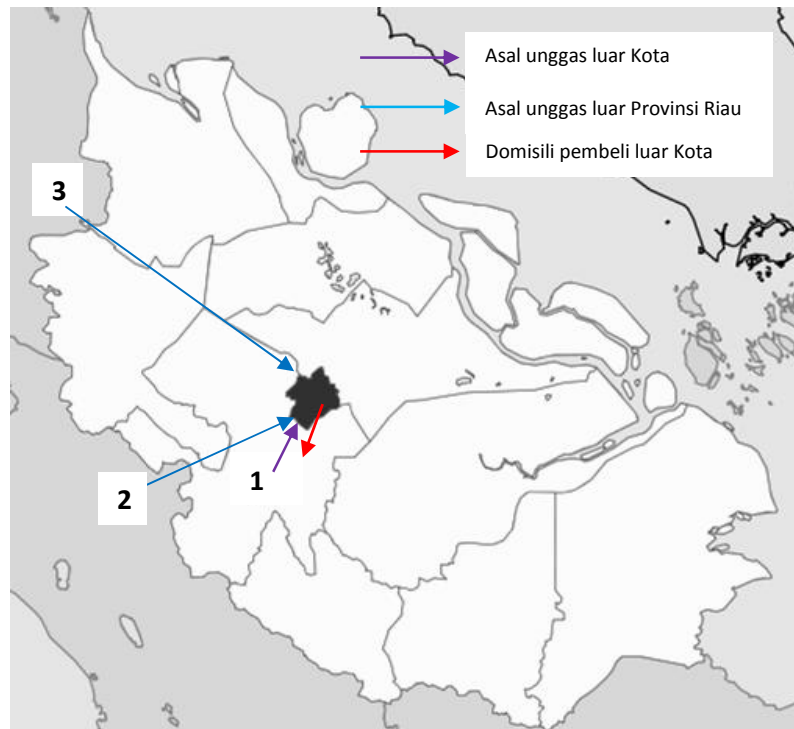 Asal unggas luar Kota
Asal unggas luar Provinsi Riau
Domisili pembeli luar Kota
3
2
1